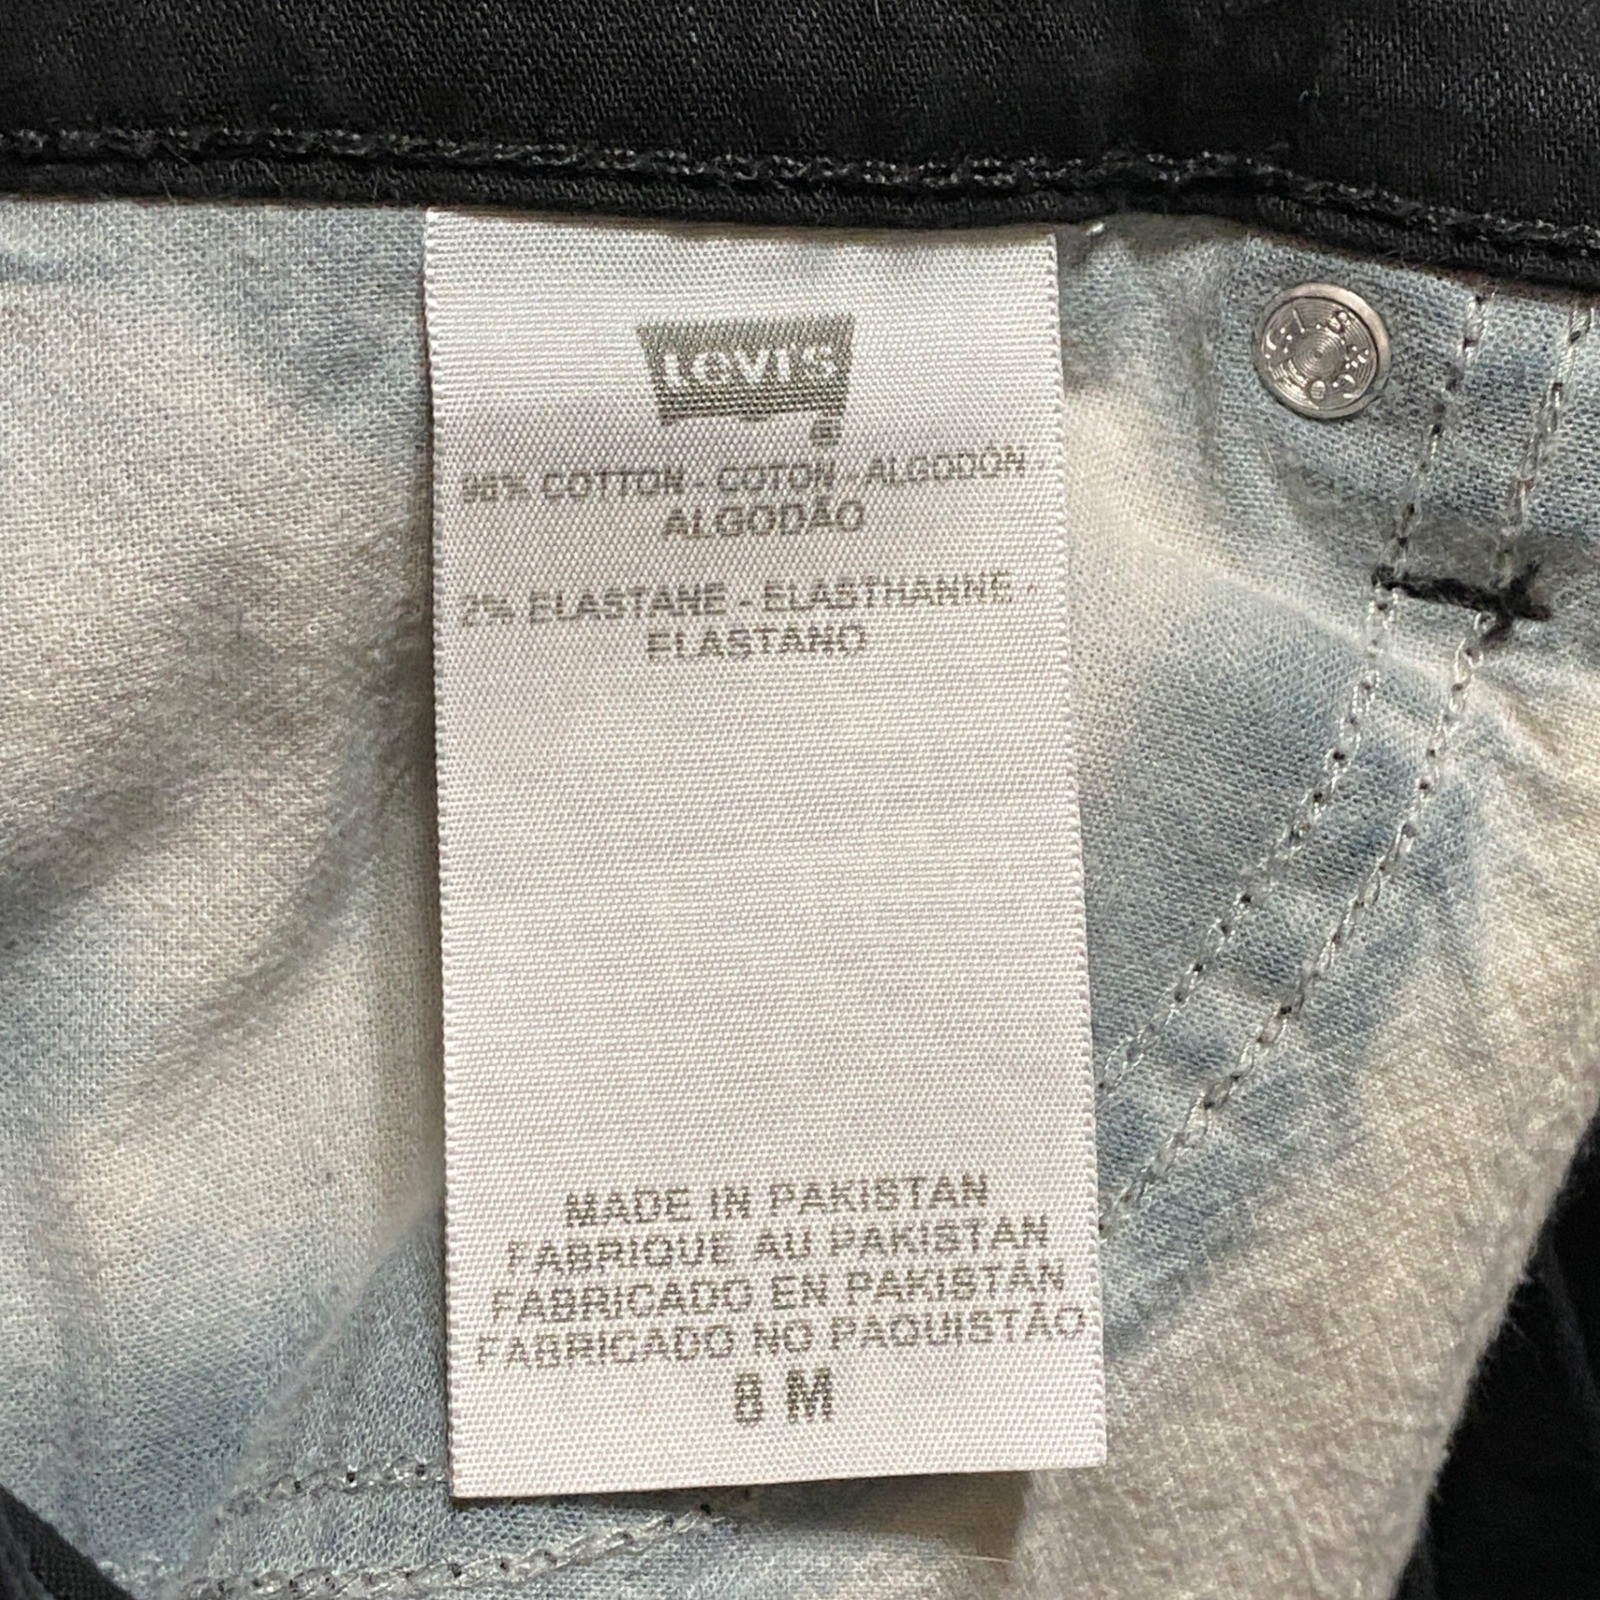 Levi's
®
98% COTTON - COTON - ALGODÓN -
ALGODÃO
2% ELASTANE - ELASTHANNE -
ELASTANO
MADE IN PAKISTAN
FABRIQUE AU PAKISTAN
FABRICADO EN PAKISTÁN
FABRICADO NO PAQUISTÃO
8 M